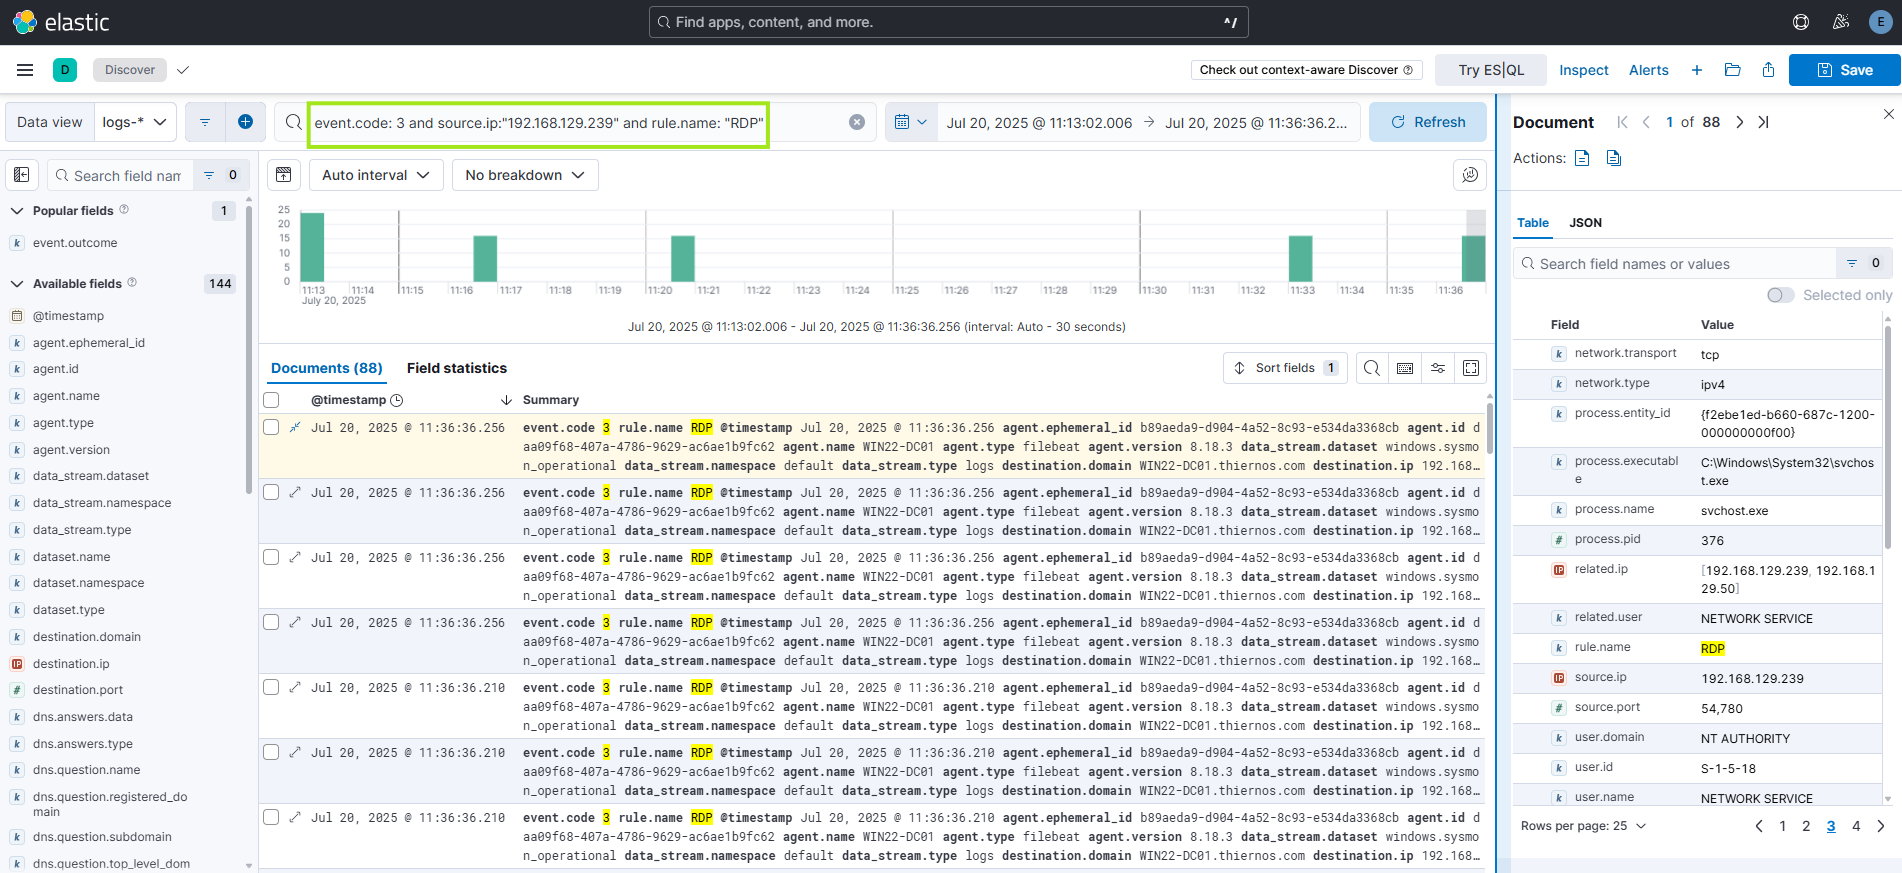 elastic
Find apps, content, and more.
^/
E
D
Discover
Check out context-aware Discover
Try ES|QL
Inspect
Alerts
Save
Data view
logs-*
event.code: 3 and source.ip:"192.168.129.239" and rule.name: "RDP"
Jul 20, 2025 @ 11:13:02.006 → Jul 20, 2025 @ 11:36:36.2...
Refresh
Search field nam
0
Popular fields
1
event.outcome
Available fields
144
@timestamp
agent.ephemeral_id
agent.id
agent.name
agent.type
agent.version
data_stream.dataset
data_stream.namespace
data_stream.type
dataset.name
dataset.namespace
dataset.type
destination.domain
destination.ip
destination.port
dns.answers.data
dns.answers.type
dns.question.name
dns.question.registered_do
main
dns.question.subdomain
dns.question.top_level_dom
Auto interval
No breakdown
25
20
15
10
5
0
11:13 11:14 11:15 11:16 11:17 11:18 11:19 11:20 11:21 11:22 11:23 11:24 11:25 11:26 11:27 11:28 11:29 11:30 11:31 11:32 11:33 11:34 11:35 11:36
July 20, 2025
Jul 20, 2025 @ 11:13:02.006 - Jul 20, 2025 @ 11:36:36.256 (interval: Auto - 30 seconds)
Documents (88)
Field statistics
Sort fields 1
@timestamp
Summary
Jul 20, 2025 @ 11:36:36.256
event.code 3 rule.name RDP @timestamp Jul 20, 2025 @ 11:36:36.256 agent.ephemeral_id b89aeda9-d904-4a52-8c93-e534da3368cb agent.id d
aa09f68-407a-4786-9629-ac6ae1b9fc62 agent.name WIN22-DC01 agent.type filebeat agent.version 8.18.3 data_stream.dataset windows.sysmo
n_operational data_stream.namespace default data_stream.type logs destination.domain WIN22-DC01.thiernos.com destination.ip 192.168...
Jul 20, 2025 @ 11:36:36.256
event.code 3 rule.name RDP @timestamp Jul 20, 2025 @ 11:36:36.256 agent.ephemeral_id b89aeda9-d904-4a52-8c93-e534da3368cb agent.id d
aa09f68-407a-4786-9629-ac6ae1b9fc62 agent.name WIN22-DC01 agent.type filebeat agent.version 8.18.3 data_stream.dataset windows.sysmo
n_operational data_stream.namespace default data_stream.type logs destination.domain WIN22-DC01.thiernos.com destination.ip 192.168...
Jul 20, 2025 @ 11:36:36.256
event.code 3 rule.name RDP @timestamp Jul 20, 2025 @ 11:36:36.256 agent.ephemeral_id b89aeda9-d904-4a52-8c93-e534da3368cb agent.id d
aa09f68-407a-4786-9629-ac6ae1b9fc62 agent.name WIN22-DC01 agent.type filebeat agent.version 8.18.3 data_stream.dataset windows.sysmo
n_operational data_stream.namespace default data_stream.type logs destination.domain WIN22-DC01.thiernos.com destination.ip 192.168...
Jul 20, 2025 @ 11:36:36.256
event.code 3 rule.name RDP @timestamp Jul 20, 2025 @ 11:36:36.256 agent.ephemeral_id b89aeda9-d904-4a52-8c93-e534da3368cb agent.id d
aa09f68-407a-4786-9629-ac6ae1b9fc62 agent.name WIN22-DC01 agent.type filebeat agent.version 8.18.3 data_stream.dataset windows.sysmo
n_operational data_stream.namespace default data_stream.type logs destination.domain WIN22-DC01.thiernos.com destination.ip 192.168...
Jul 20, 2025 @ 11:36:36.210
event.code 3 rule.name RDP @timestamp Jul 20, 2025 @ 11:36:36.210 agent.ephemeral_id b89aeda9-d904-4a52-8c93-e534da3368cb agent.id d
aa09f68-407a-4786-9629-ac6ae1b9fc62 agent.name WIN22-DC01 agent.type filebeat agent.version 8.18.3 data_stream.dataset windows.sysmo
n_operational data_stream.namespace default data_stream.type logs destination.domain WIN22-DC01.thiernos.com destination.ip 192.168...
Jul 20, 2025 @ 11:36:36.210
event.code 3 rule.name RDP @timestamp Jul 20, 2025 @ 11:36:36.210 agent.ephemeral_id b89aeda9-d904-4a52-8c93-e534da3368cb agent.id d
aa09f68-407a-4786-9629-ac6ae1b9fc62 agent.name WIN22-DC01 agent.type filebeat agent.version 8.18.3 data_stream.dataset windows.sysmo
n_operational data_stream.namespace default data_stream.type logs destination.domain WIN22-DC01.thiernos.com destination.ip 192.168...
Jul 20, 2025 @ 11:36:36.210
event.code 3 rule.name RDP @timestamp Jul 20, 2025 @ 11:36:36.210 agent.ephemeral_id b89aeda9-d904-4a52-8c93-e534da3368cb agent.id d
aa09f68-407a-4786-9629-ac6ae1b9fc62 agent.name WIN22-DC01 agent.type filebeat agent.version 8.18.3 data_stream.dataset windows.sysmo
n_operational data_stream.namespace default data_stream.type logs destination.domain WIN22-DC01.thiernos.com destination.ip 192.168...
Document
1 of 88
Actions:
Table
JSON
Search field names or values
0
Selected only
Field Value
k network.transport tcp
k network.type ipv4
k process.entity_id {f2ebe1ed-b660-687c-1200-
000000000f00}
k process.executabl C:\Windows\System32\svchos
e t.exe
k process.name svchost.exe
# process.pid 376
IP related.ip [192.168.129.239, 192.168.1
29.50]
k related.user NETWORK SERVICE
k rule.name RDP
IP source.ip 192.168.129.239
# source.port 54,780
k user.domain NT AUTHORITY
k user.id S-1-5-18
k user.name NETWORK SERVICE
Rows per page: 25
1 2 3 4